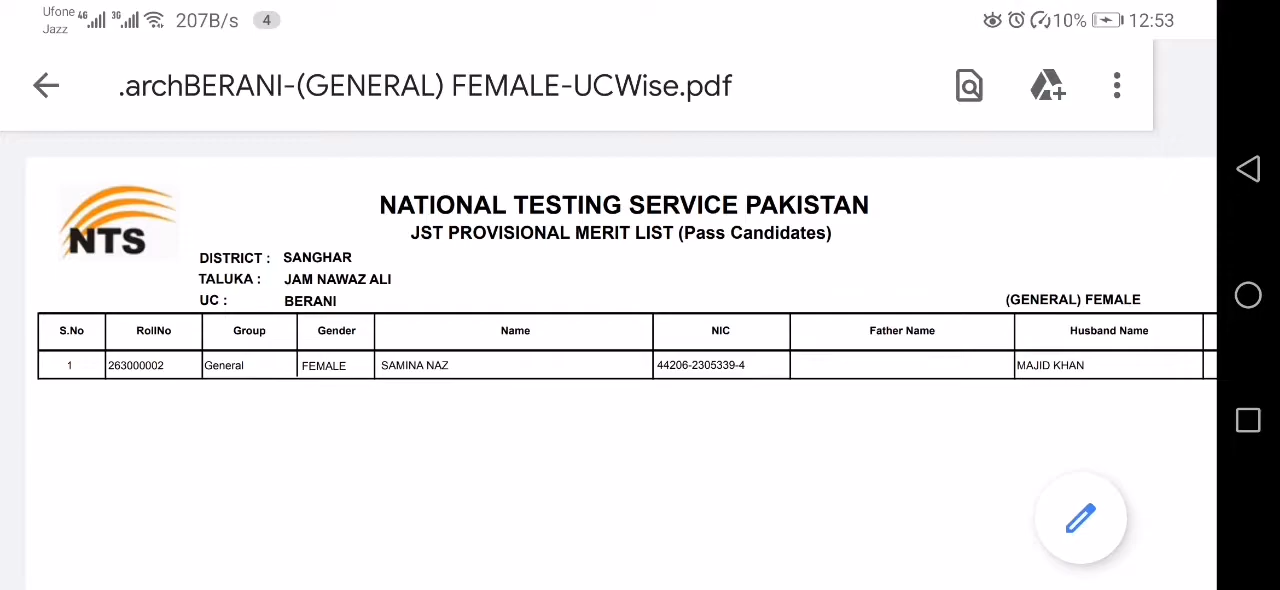 Ufone 4G 3G 207B/s 4 10% 12:53
Jazz
.archBERANI-(GENERAL) FEMALE-UCWise.pdf
NTS
NATIONAL TESTING SERVICE PAKISTAN
JST PROVISIONAL MERIT LIST (Pass Candidates)
DISTRICT : SANGHAR
TALUKA : JAM NAWAZ ALI
UC : BERANI (GENERAL) FEMALE
S.No RollNo Group Gender Name NIC Father Name Husband Name
1 263000002 General FEMALE SAMINA NAZ 44206-2305339-4 MAJID KHAN